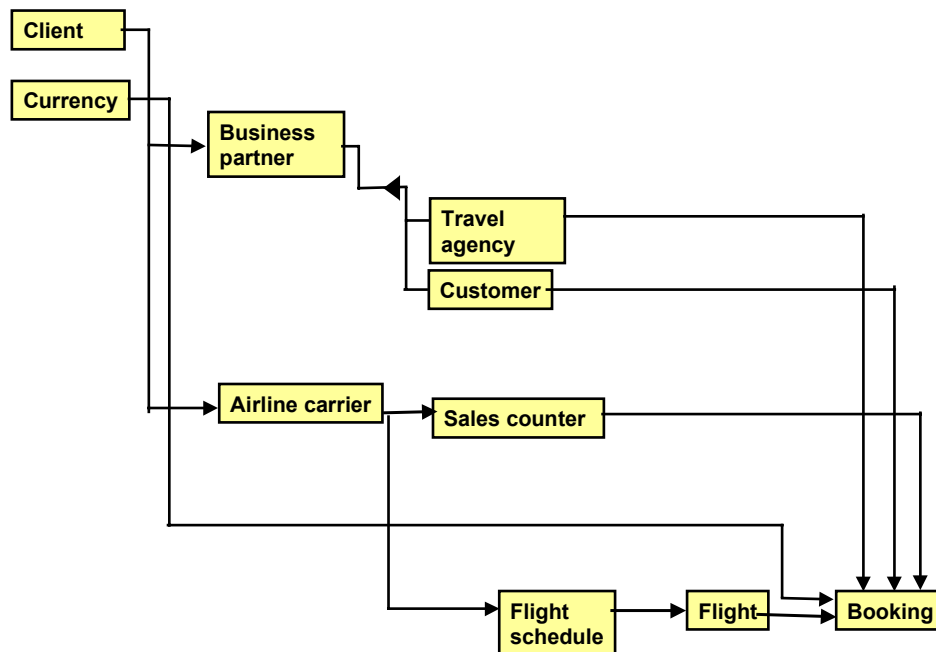 Client
Currency
Business
partner
Travel
agency
Customer
Airline carrier
Sales counter
Flight
schedule
Flight
Booking